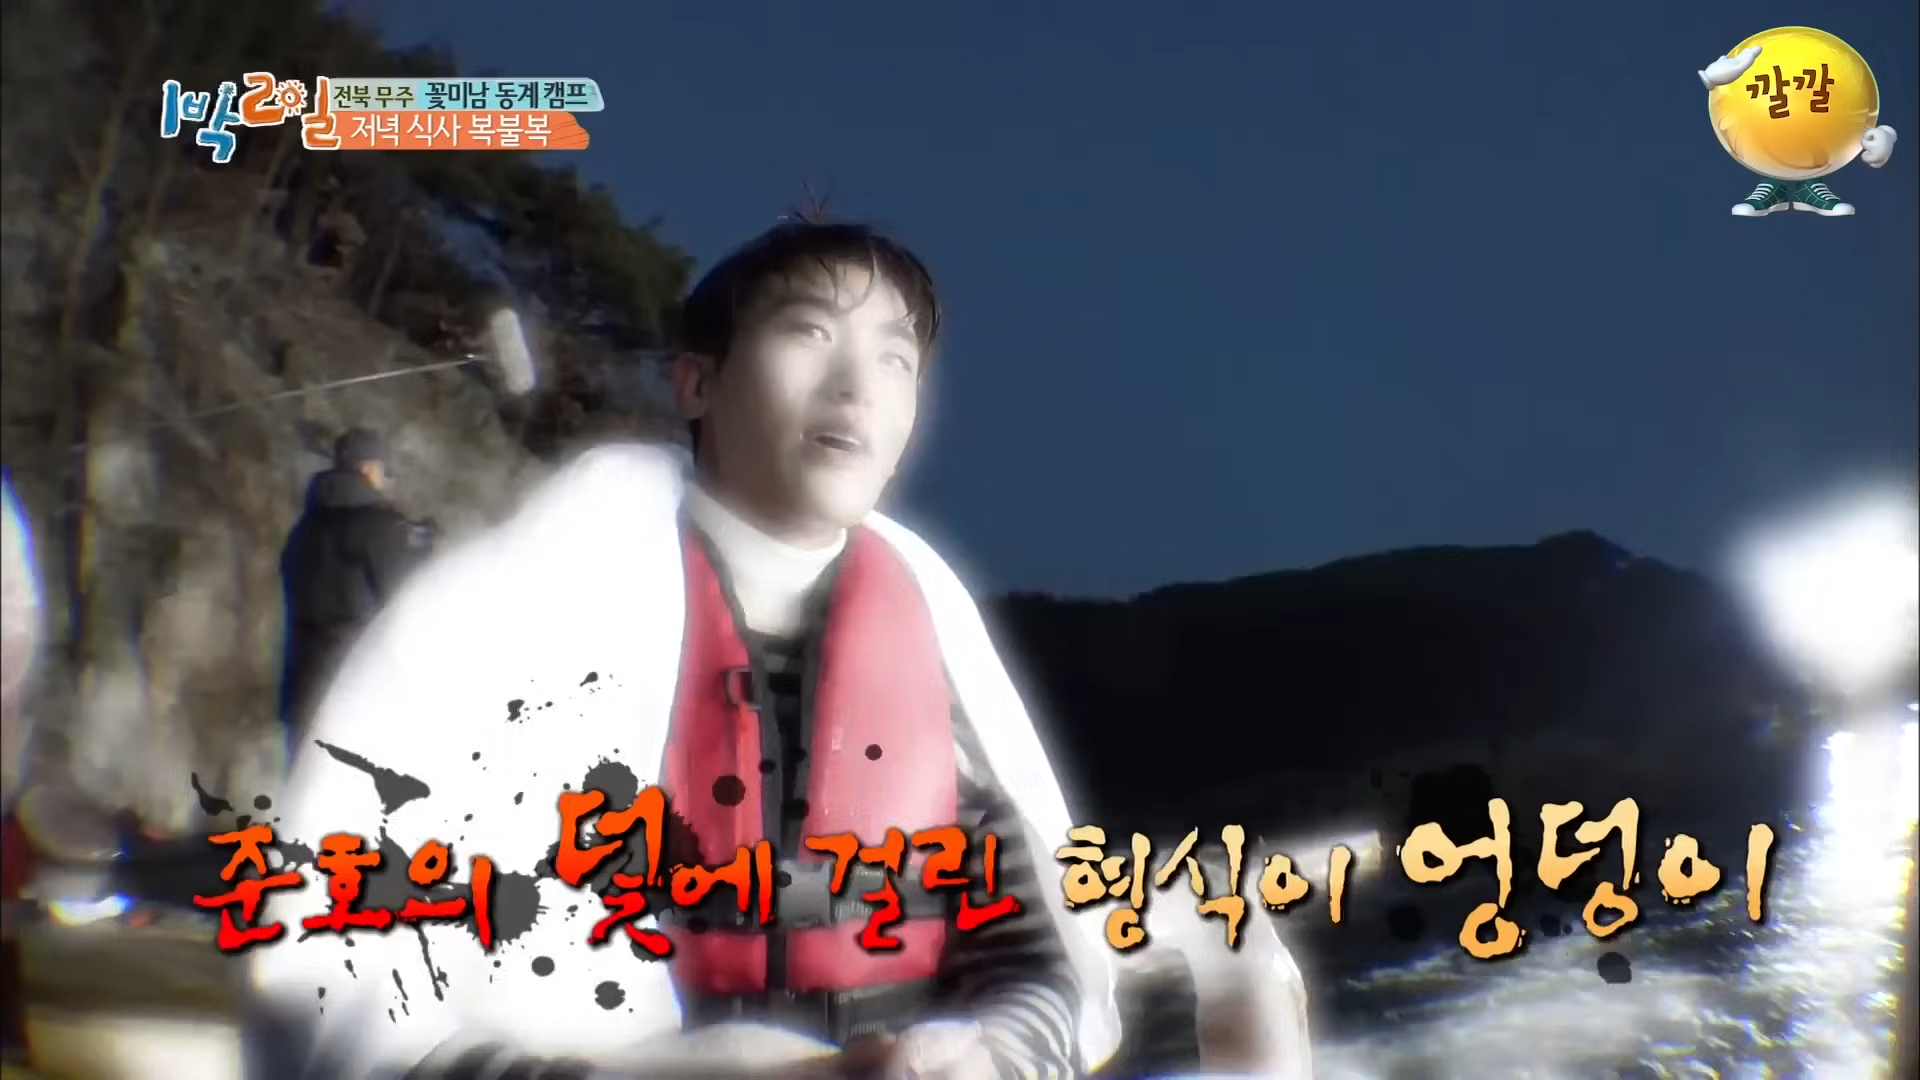 1박2일
전북 무주 꽃미남 동계 캠프
저녁 식사 복불복
깔깔
준호의 덫에 걸린 형식이 엉덩이